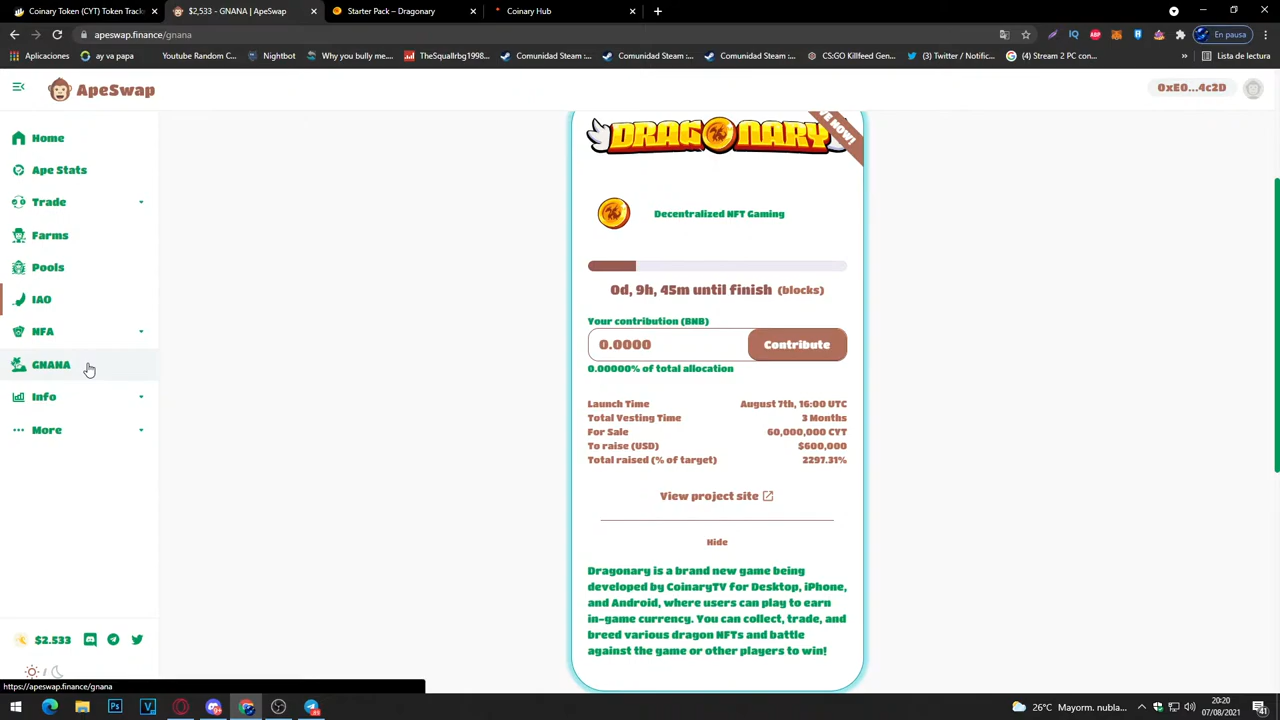 Coinary Token (CYT) Token Track
$2,533 - GNANA | ApeSwap
Starter Pack – Dragonary
Coinary Hub
apeswap.finance/gnana
En pausa
Aplicaciones
ay va papa
Youtube Random C...
Nightbot
Why you bully me...
TheSquallrbg1998...
Comunidad Steam :...
Comunidad Steam :...
Comunidad Steam :...
CS:GO Killfeed Gen...
(3) Twitter / Notific...
(4) Stream 2 PC con...
Lista de lectura
ApeSwap
0xE0...4c2D
Home
Ape Stats
Trade
Farms
Pools
IAO
NFA
GNANA
Info
More
$2.533
DRAGONARY
NOW!
Decentralized NFT Gaming
0d, 9h, 45m until finish (blocks)
Your contribution (BNB)
0.0000
Contribute
0.00000% of total allocation
Launch Time August 7th, 16:00 UTC
Total Vesting Time 3 Months
For Sale 60,000,000 CYT
To raise (USD) $600,000
Total raised (% of target) 2297.31%
View project site
Hide
Dragonary is a brand new game being
developed by CoinaryTV for Desktop, iPhone,
and Android, where users can play to earn
in-game currency. You can collect, trade, and
breed various dragon NFTs and battle
against the game or other players to win!
https://apeswap.finance/gnana
26°C Mayorm. nubla...
20:20
07/08/2021